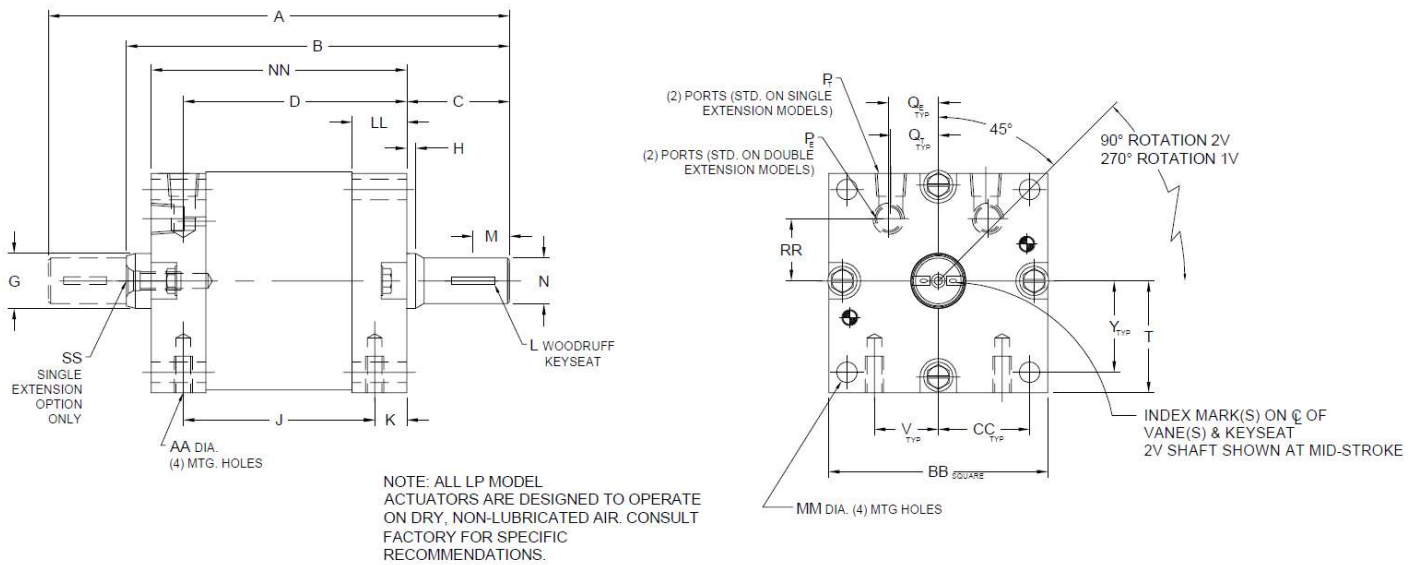 A
B
NN
D
C
LL
H
M
G
N
L WOODRUFF
KEYSEAT
SS
SINGLE
EXTENSION
OPTION
ONLY
J
K
AA DIA.
(4) MTG. HOLES
NOTE: ALL LP MODEL
ACTUATORS ARE DESIGNED TO OPERATE
ON DRY, NON-LUBRICATED AIR. CONSULT
FACTORY FOR SPECIFIC
RECOMMENDATIONS.
PT
(2) PORTS (STD. ON SINGLE
EXTENSION MODELS)
PE
(2) PORTS (STD. ON DOUBLE
EXTENSION MODELS)
QE
TYP
QT
TYP
45°
90° ROTATION 2V
270° ROTATION 1V
RR
Y TYP
T
V
TYP
CC
TYP
BB SQUARE
MM DIA. (4) MTG HOLES
INDEX MARK(S) ON ℄ OF
VANE(S) & KEYSEAT
2V SHAFT SHOWN AT MID-STROKE